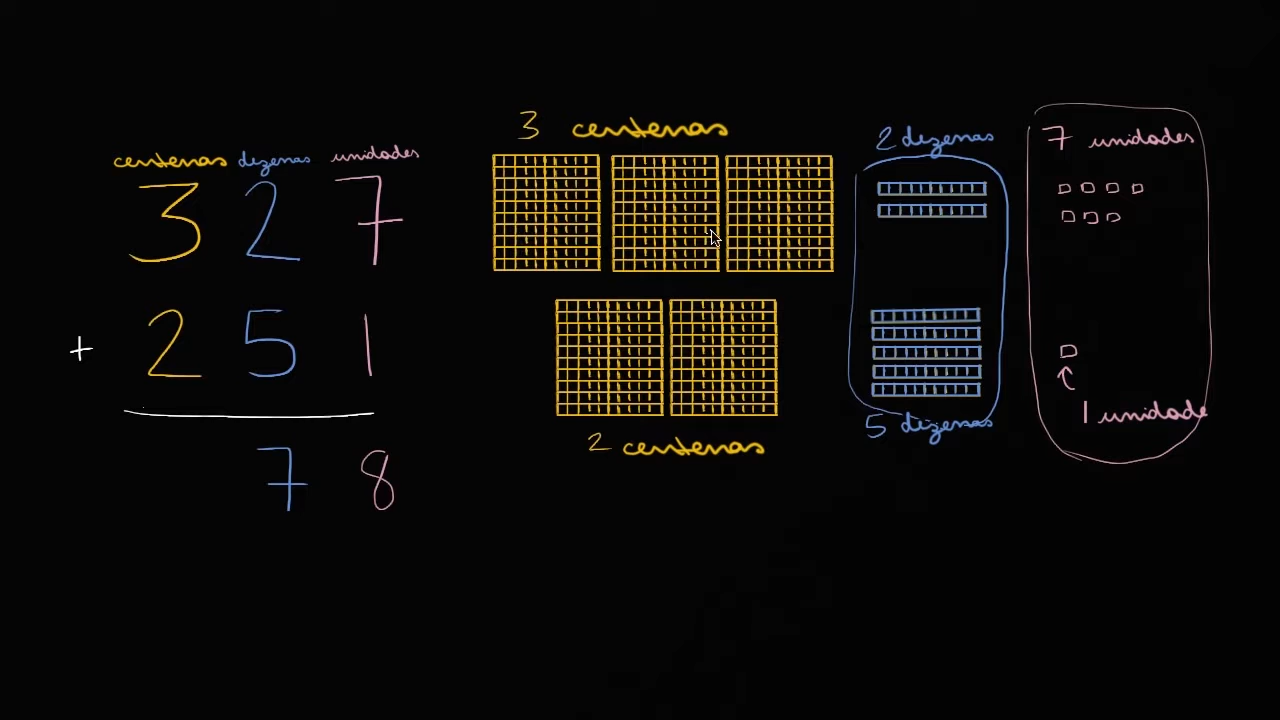 centenas dezenas unidades
3 2 7
+ 2 5 1
7 8
3 centenas
2 centenas
2 dezenas
5 dezenas
7 unidades
1 unidade